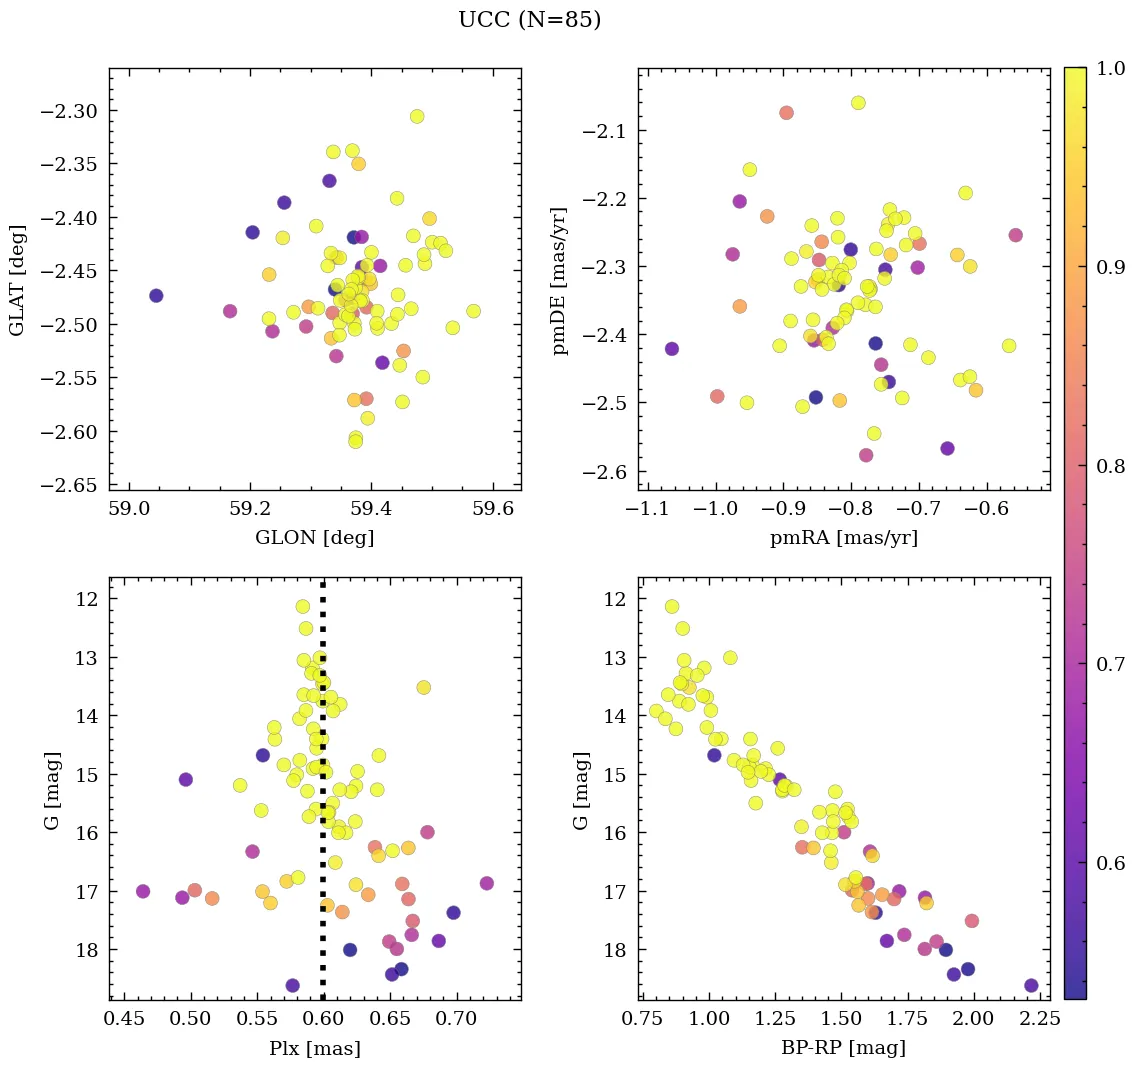 UCC (N=85)
−2.30
−2.35
−2.40
−2.45
−2.50
−2.55
−2.60
−2.65
GLAT [deg]
59.0 59.2 59.4 59.6
GLON [deg]
−2.1
−2.2
−2.3
−2.4
−2.5
−2.6
pmDE [mas/yr]
−1.1 −1.0 −0.9 −0.8 −0.7 −0.6
pmRA [mas/yr]
12
13
14
15
16
17
18
G [mag]
0.45 0.50 0.55 0.60 0.65 0.70
Plx [mas]
12
13
14
15
16
17
18
G [mag]
0.75 1.00 1.25 1.50 1.75 2.00 2.25
BP-RP [mag]
1.0
0.9
0.8
0.7
0.6